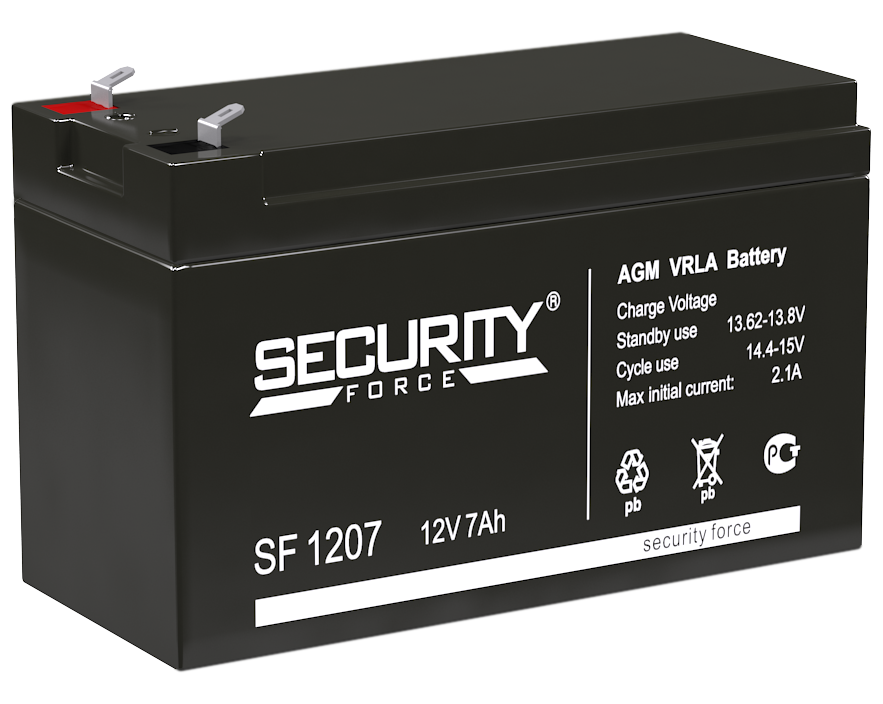 SECURITY®
FORCE
SF 1207 12V 7Ah
AGM VRLA Battery
Charge Voltage
Standby use 13.62-13.8V
Cycle use 14.4-15V
Max initial current: 2.1A
pb pb
security force